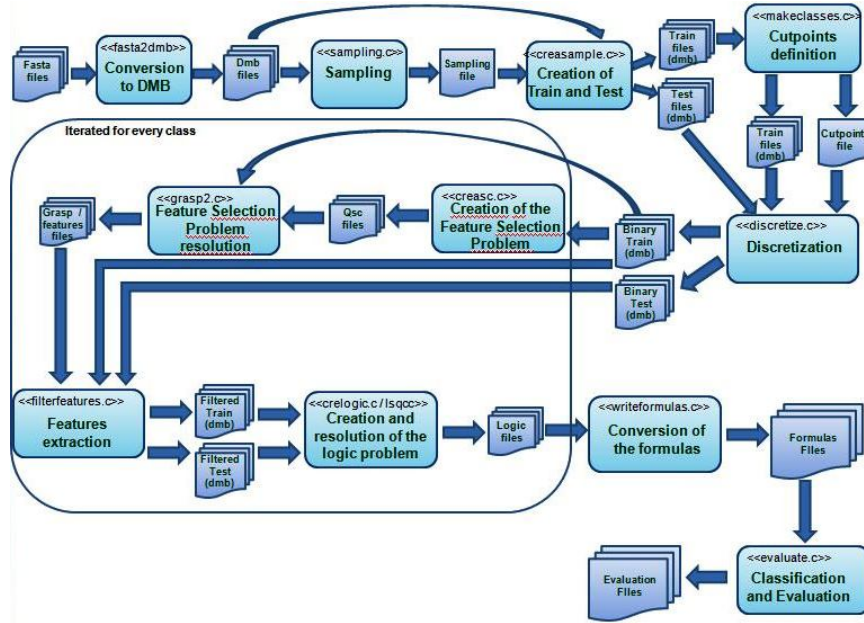 Fasta
files
<<fasta2dmb>>
Conversion
to DMB
Dmb
files
<<sampling.c>>
Sampling
Sampling
file
<<creasample.c>
Creation of
Train and Test
Train
files
(dmb)
Test
files
(dmb)
<<makeclasses.c>>
Cutpoints
definition
Train
files
(dmb)
Cutpoint
file
Iterated for every class
Grasp /
features
files
<<grasp2.c>>
Feature Selection
Problem
resolution
Qsc
files
<<creasc.c>>
Creation of the
Feature Selection
Problem
Binary
Train
(dmb)
<<discretize.c>>
Discretization
Binary
Test
(dmb)
<<filterfeatures.c>>
Features
extraction
Filtered
Train
(dmb)
Filtered
Test
(dmb)
<<crelogic.c / lsqcc>>
Creation and
resolution of the
logic problem
Logic
files
<<writeformulas.c>>
Conversion
of the formulas
Formulas
FIles
<<evaluate.c>>
Classification
and Evaluation
Evaluation
FIles